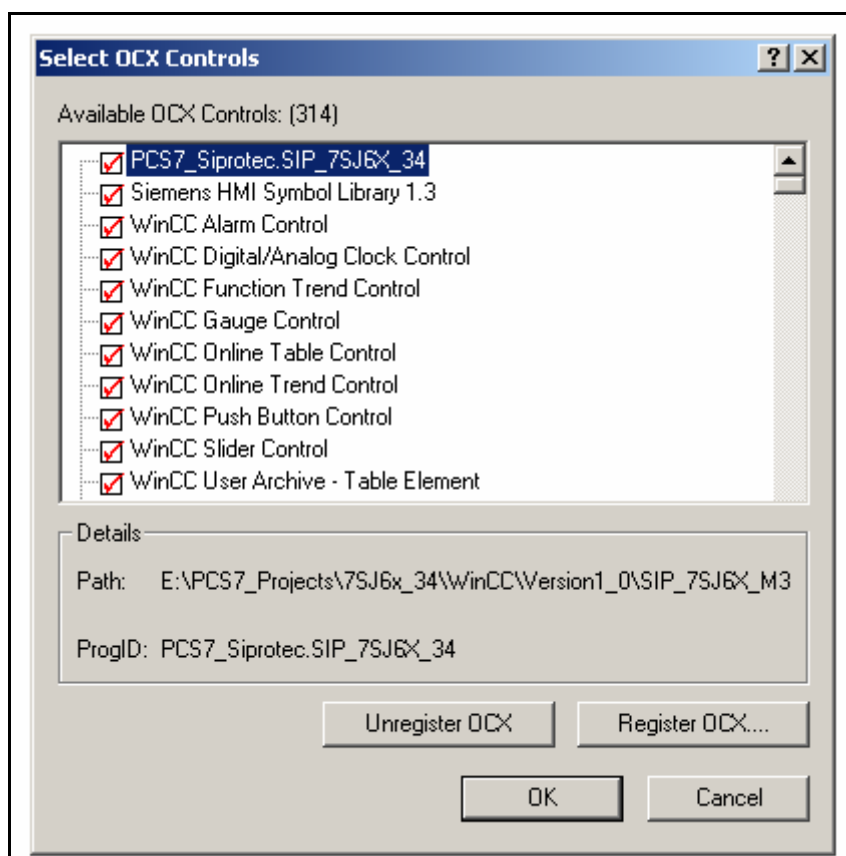 Select OCX Controls
Available OCX Controls: (314)
PCS7_Siprotec.SIP_7SJ6X_34
Siemens HMI Symbol Library 1.3
WinCC Alarm Control
WinCC Digital/Analog Clock Control
WinCC Function Trend Control
WinCC Gauge Control
WinCC Online Table Control
WinCC Online Trend Control
WinCC Push Button Control
WinCC Slider Control
WinCC User Archive - Table Element
Details
Path: E:\PCS7_Projects\7SJ6x_34\WinCC\Version1_0\SIP_7SJ6X_M3
ProgID: PCS7_Siprotec.SIP_7SJ6X_34
Unregister OCX Register OCX....
OK Cancel